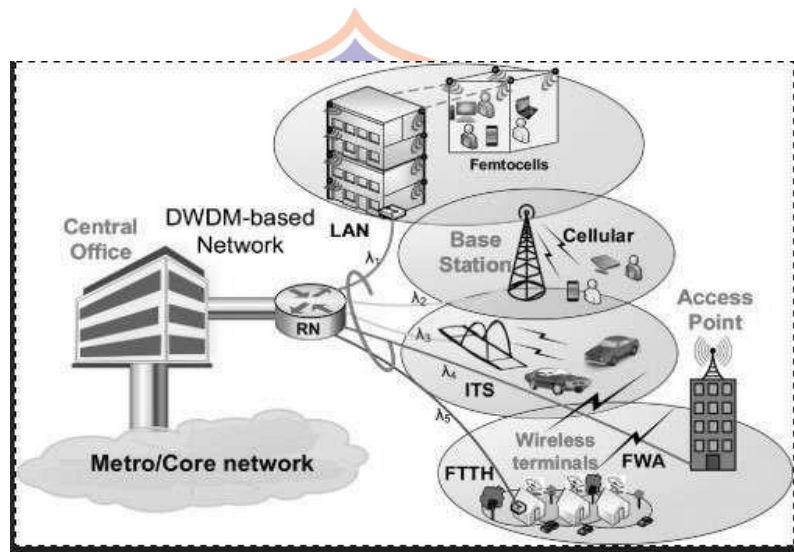 Femtocells
Central
Office
DWDM-based
Network
LAN
λ₁
Base
Station
Cellular
λ₂
Access
Point
RN
λ₃
λ₄
ITS
λ₅
Wireless
terminals
FWA
FTTH
Metro/Core network